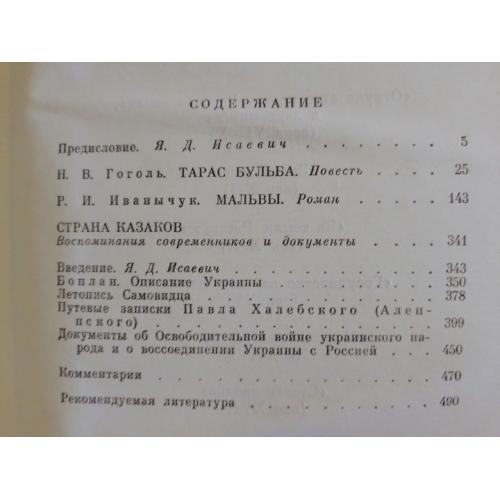 СОДЕРЖАНИЕ
Предисловие. Я. Д. Исаевич . . . . . . . 5
Н. В. Гоголь. ТАРАС БУЛЬБА. Повесть . . . 25
Р. И. Иванычук. МАЛЬВЫ. Роман . . . . 143
СТРАНА КАЗАКОВ
Воспоминания современников и документы . . . . 341
Введение. Я. Д. Исаевич . . . . . . . . . 343
Боплан. Описание Украины . . . . . . . . 350
Летопись Самовидца . . . . . . . . . . 378
Путевые записки Павла Халебского (Алеп-
пского) . . . . . . . . . . . . 399
Документы об Освободительной войне украинского на-
рода и о воссоединении Украины с Россией . . . . 450
Комментарии . . . . . . . . . . . . 470
Рекомендуемая литература . . . . . . . . . 490